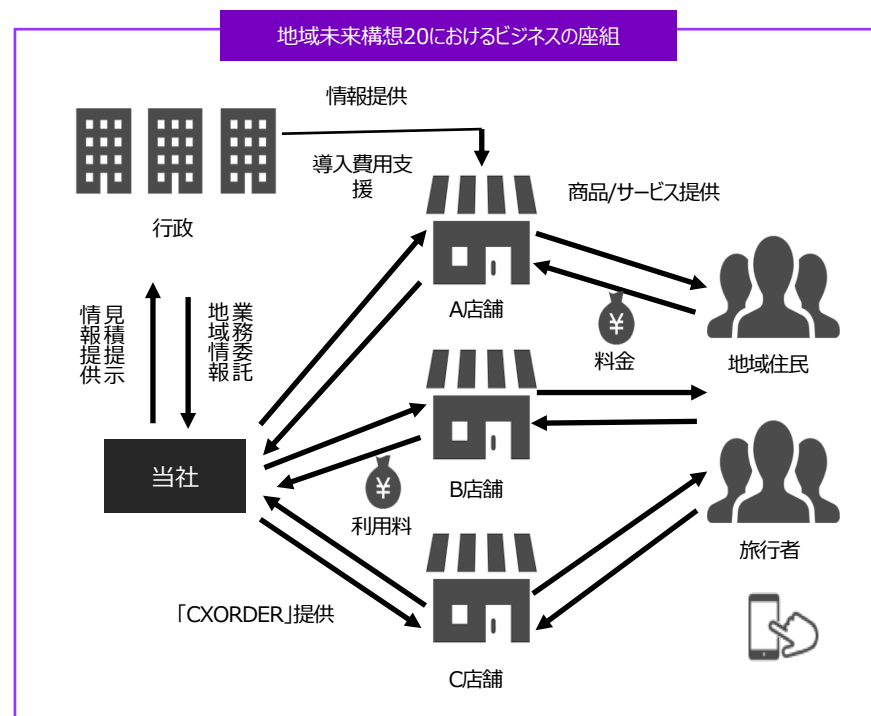 地域未来構想20におけるビジネスの座組
情報提供
導入費用支
援
商品/サービス提供
行政
A店舗
見積提示
情報提供
業務委託
地域情報
¥
料金
地域住民
当社
¥
利用料
B店舗
旅行者
「CXORDER」提供
C店舗